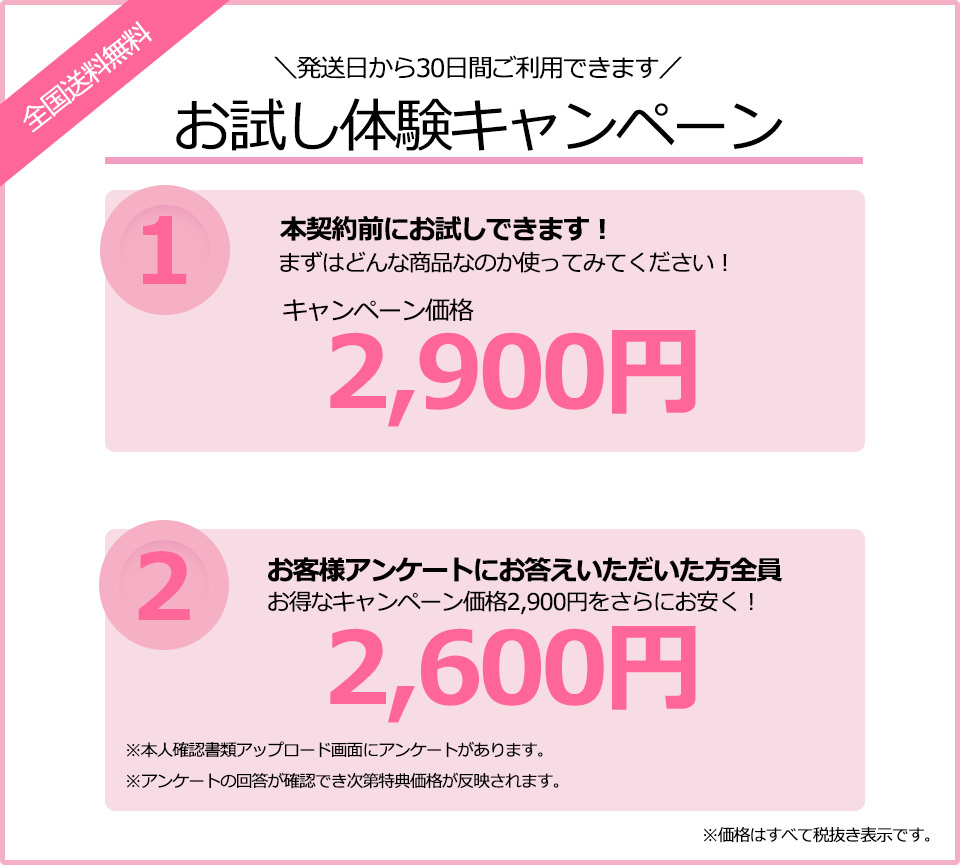 全国送料無料
＼発送日から30日間ご利用できます／
お試し体験キャンペーン
1
本契約前にお試しできます！
まずはどんな商品なのか使ってみてください！
キャンペーン価格
2,900円
2
お客様アンケートにお答えいただいた方全員
お得なキャンペーン価格2,900円をさらにお安く！
2,600円
※本人確認書類アップロード画面にアンケートがあります。
※アンケートの回答が確認でき次第特典価格が反映されます。
※価格はすべて税抜き表示です。